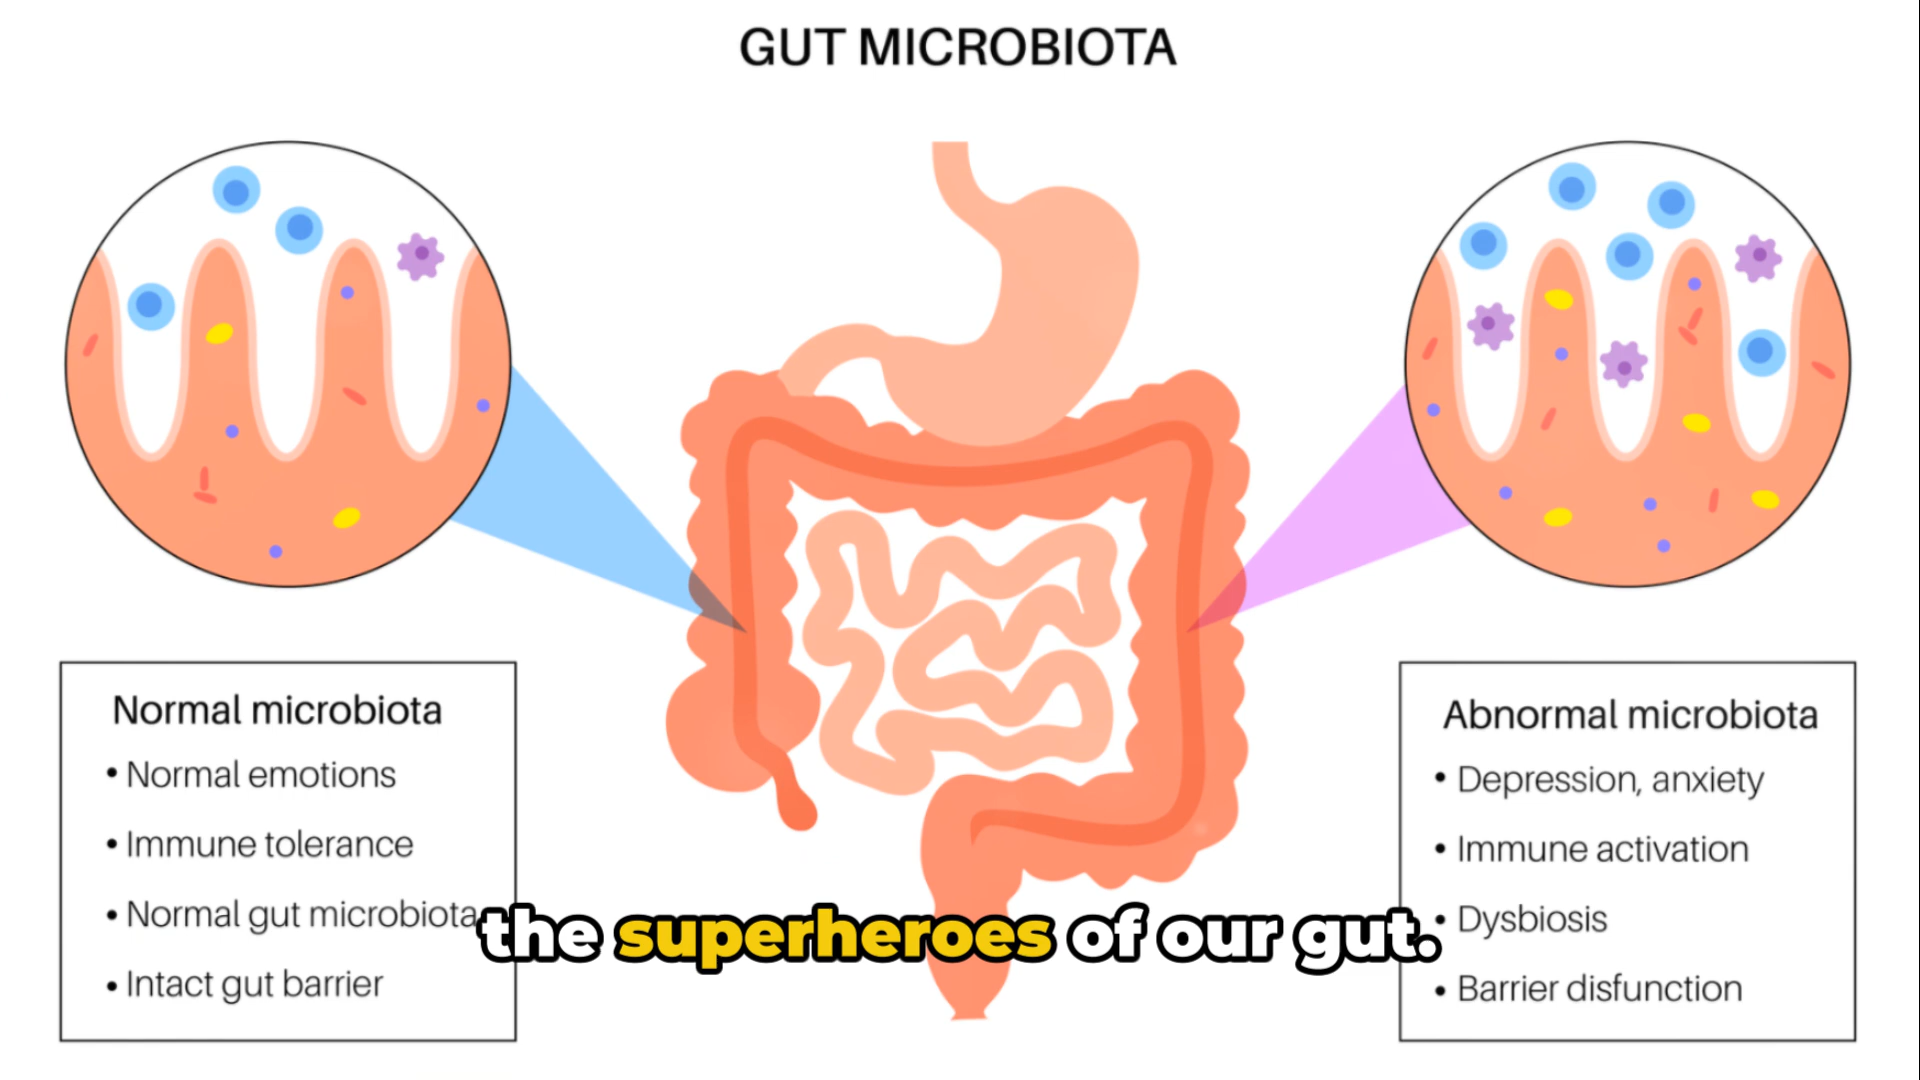 GUT MICROBIOTA
Normal microbiota
• Normal emotions
• Immune tolerance
• Normal gut microbiota
• Intact gut barrier
Abnormal microbiota
• Depression, anxiety
• Immune activation
• Dysbiosis
• Barrier disfunction
the superheroes of our gut.